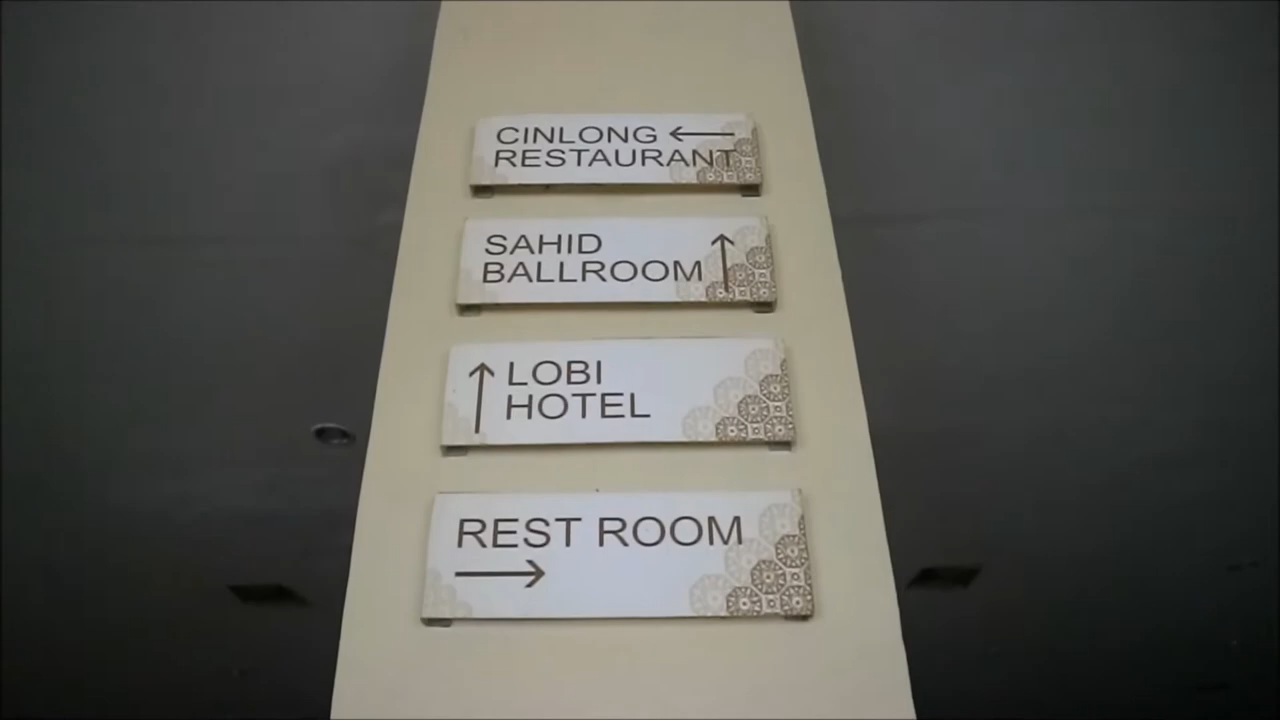 CINLONG ←
RESTAURANT
SAHID
BALLROOM ↑
↑ LOBI
HOTEL
REST ROOM
→